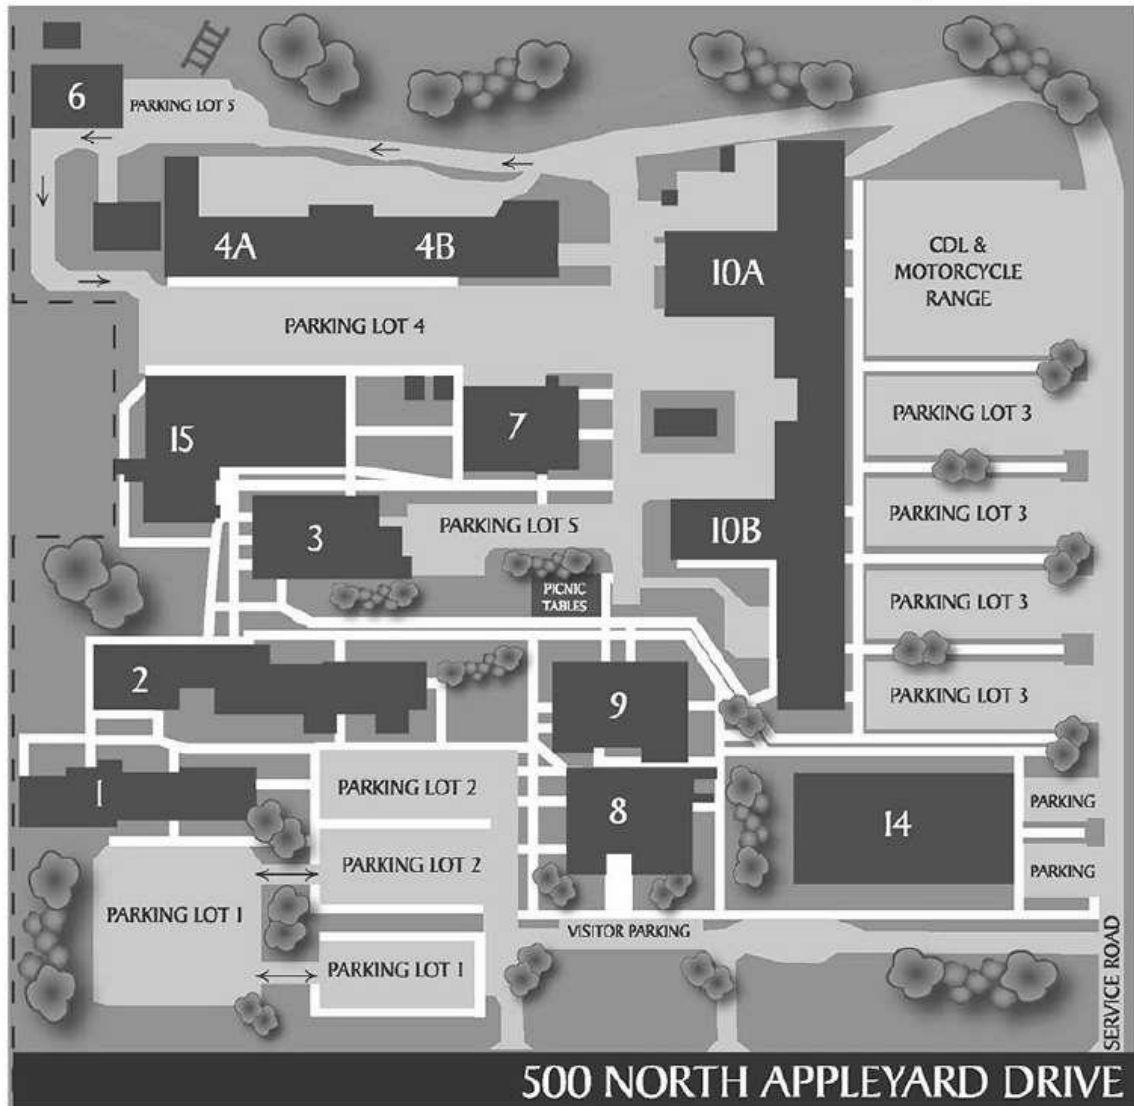 6
PARKING LOT 5
4A
4B
10A
CDL &
MOTORCYCLE
RANGE
PARKING LOT 4
15
7
PARKING LOT 3
3
PARKING LOT 5
10B
PARKING LOT 3
PICNIC
TABLES
PARKING LOT 3
2
9
PARKING LOT 3
1
PARKING LOT 2
8
14
PARKING
PARKING LOT 2
PARKING
PARKING LOT 1
VISITOR PARKING
PARKING LOT 1
SERVICE ROAD
500 NORTH APPLEYARD DRIVE